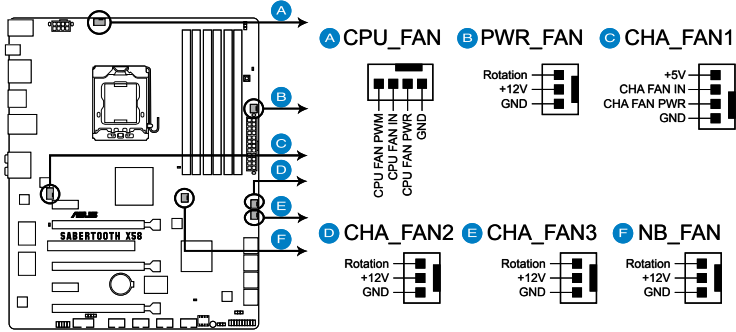 A
B
C
D
E
F
ASUS
SABERTOOTH X58
A CPU_FAN
CPU FAN PWM
CPU FAN IN
CPU FAN PWR
GND
B PWR_FAN
Rotation
+12V
GND
C CHA_FAN1
+5V
CHA FAN IN
CHA FAN PWR
GND
D CHA_FAN2
Rotation
+12V
GND
E CHA_FAN3
Rotation
+12V
GND
F NB_FAN
Rotation
+12V
GND